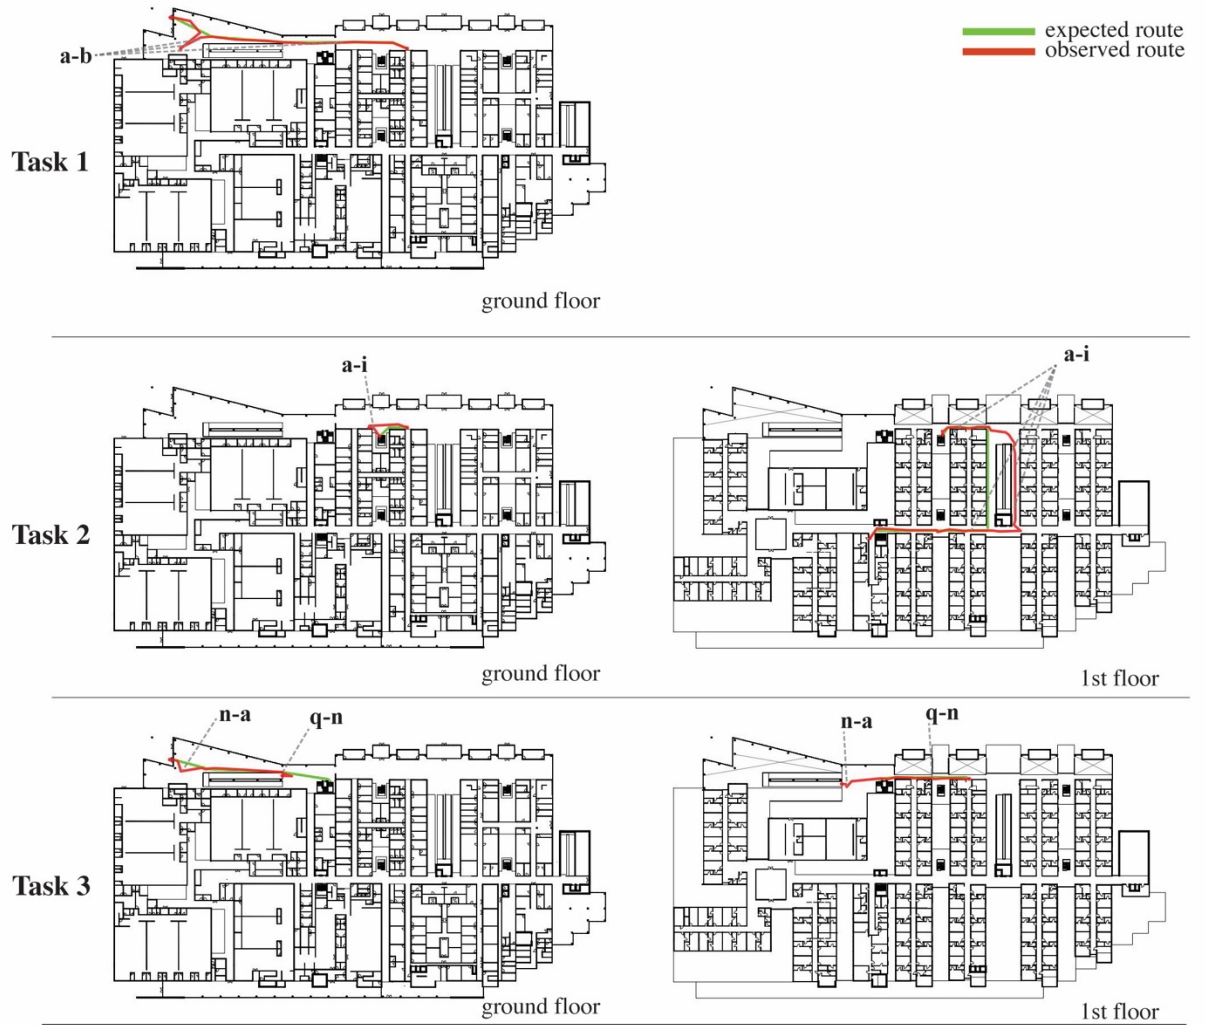 expected route
observed route
a-b
Task 1
ground floor
a-i
a-i
Task 2
ground floor
1st floor
n-a
q-n
n-a
q-n
Task 3
ground floor
1st floor